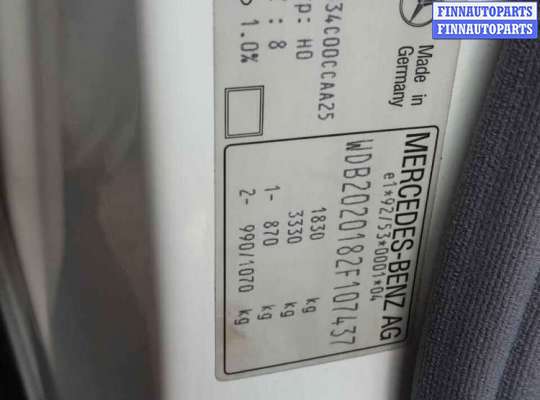 FINNAUTOPARTS
FINNAUTOPARTS
Made in
Germany
34C00CCAA25
P: H0
: 8
1.0%
MERCEDES-BENZ AG
e1*92/53*0001*04
WDB2020182F107437
1830 kg
3330 kg
1- 870 kg
2- 990/1070 kg